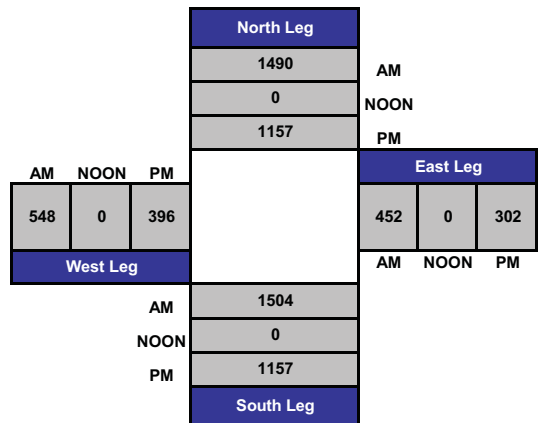 North Leg
1490 AM
0 NOON
1157 PM
AM NOON PM
East Leg
548 0 396
452 0 302
West Leg
AM NOON PM
AM 1504
NOON 0
PM 1157
South Leg